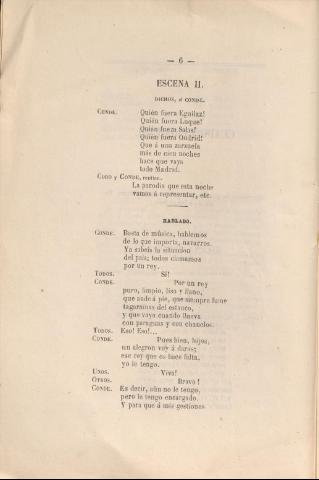 — 6 —
ESCENA II.
DICHOS, el CONDE.
CONDE. Quién fuera Eguilaz!
Quién fuera Luque!
Quién fuera Salas!
Quién fuera Oudrid!
Que á una zarzuela
más de cien noches
hace que vaya
todo Madrid.
CORO y CONDE, recitan.
La parodia que esta noche
vamos á representar, etc.
HABLADO.
CONDE. Basta de música, hablemos
de lo que importa, navarros.
Ya sabeis la situacion
del país; todos clamamos
por un rey.
TODOS. Sí!
CONDE. Por un rey
puro, limpio, liso y llano,
que ande á pié, que siempre fume
tagarninas del estanco,
y que vaya cuando llueva
con paraguas y con chanclos.
TODOS. Eso! Eso!...
CONDE. Pues bien, hijos,
un alegron voy á daros;
ese rey que os hace falta,
yo le tengo.
UNOS. Viva!
OTROS. Bravo!
CONDE. Es decir, aún no le tengo,
pero le tengo encargado.
Y para que á mis gestiones